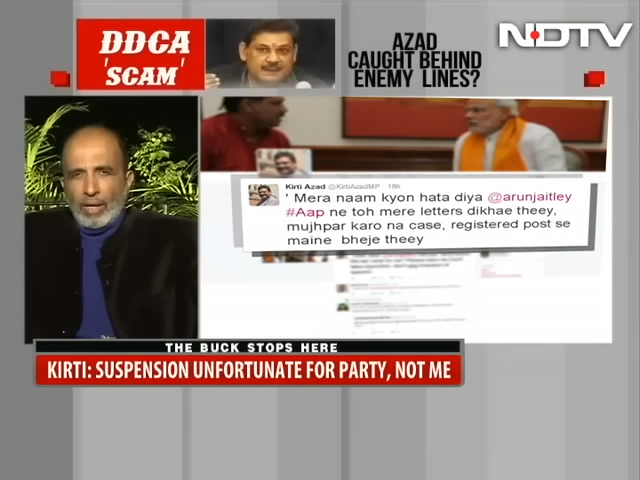 DDCA
'SCAM'
AZAD
CAUGHT BEHIND
ENEMY LINES?
NDTV
Kirti Azad @KirtiAzadMP · 18h
' Mera naam kyon hata diya @arunjaitley
#Aap ne toh mere letters dikhae theey,
mujhpar karo na case, registered post se
maine bheje theey
THE BUCK STOPS HERE
KIRTI: SUSPENSION UNFORTUNATE FOR PARTY, NOT ME